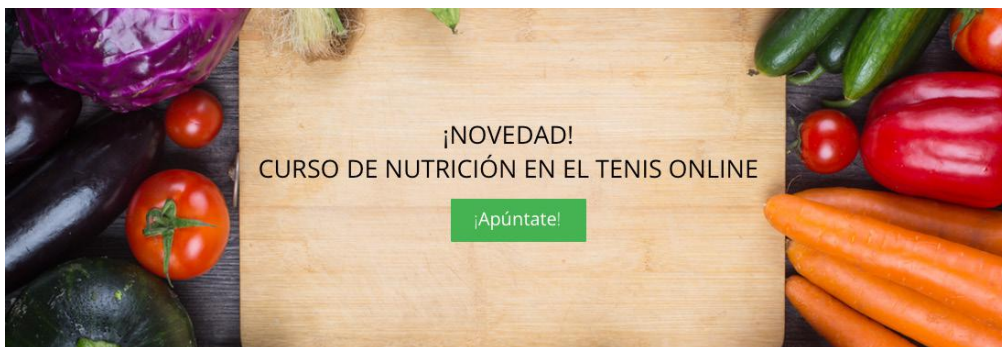 ¡NOVEDAD!
CURSO DE NUTRICIÓN EN EL TENIS ONLINE
¡Apúntate!